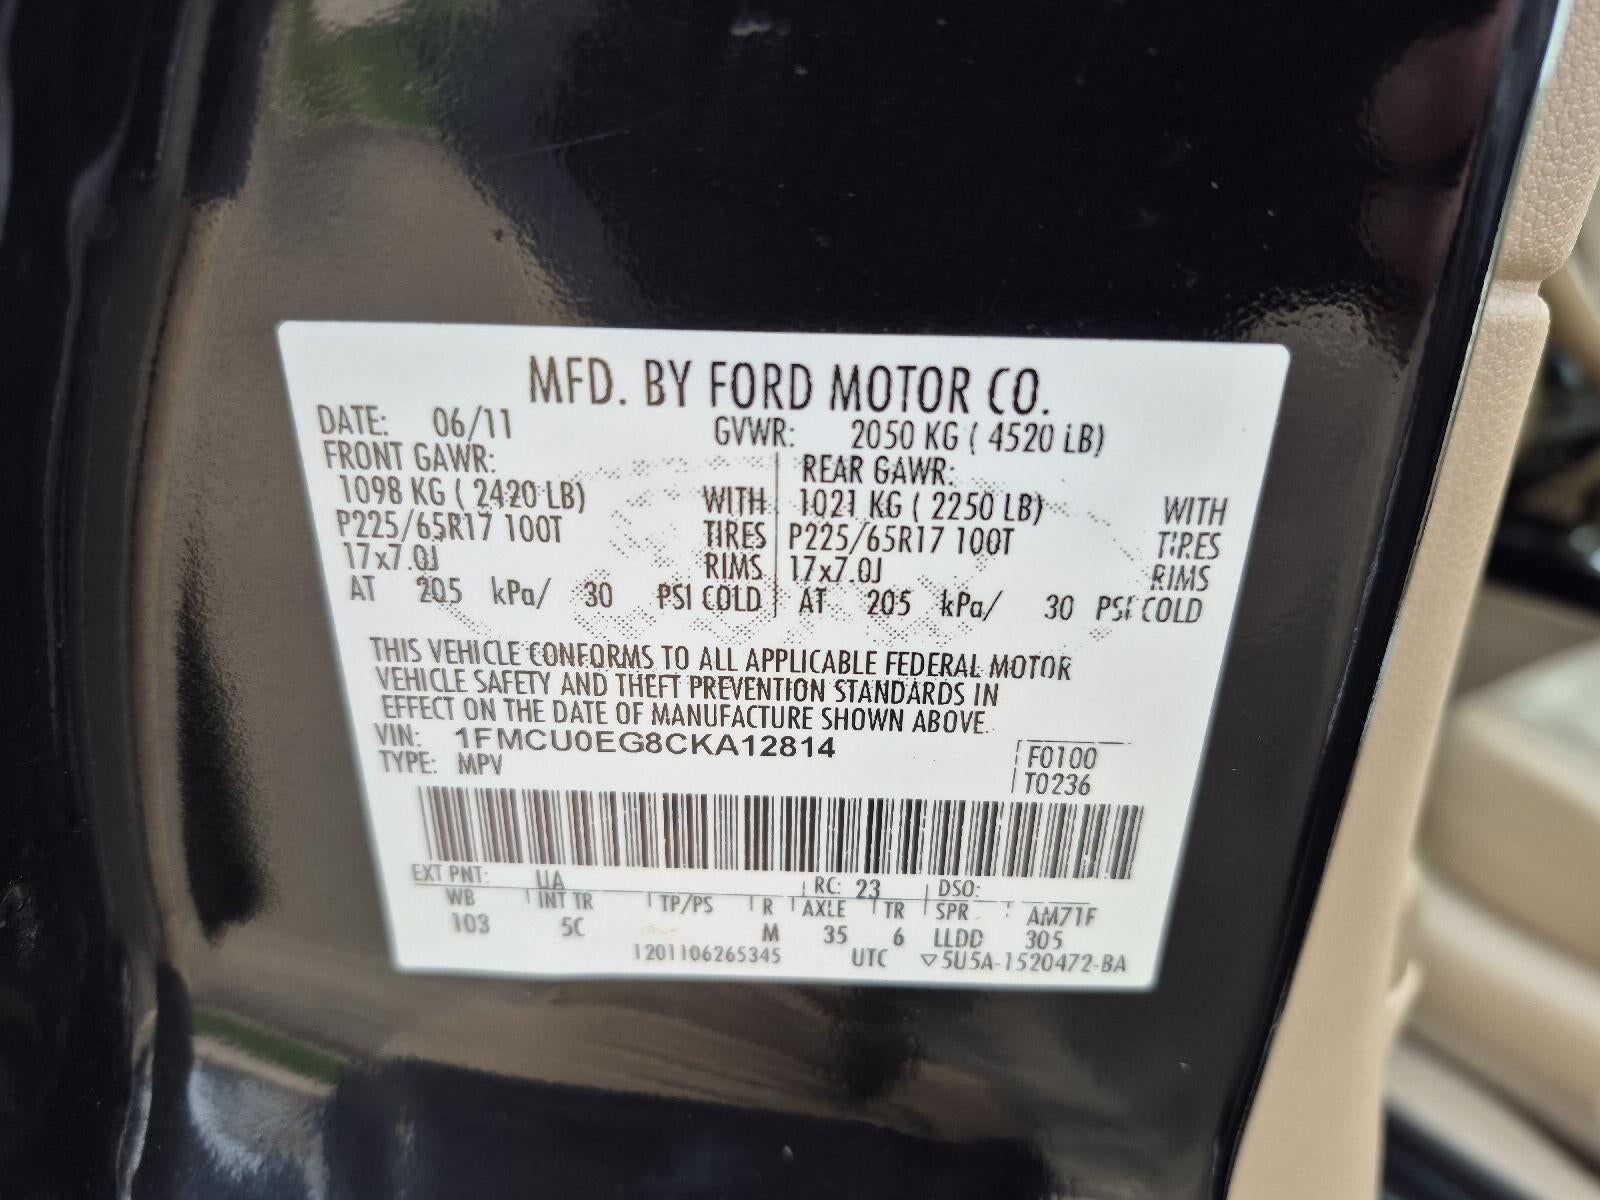 MFD. BY FORD MOTOR CO.
DATE: 06/11 GVWR: 2050 KG ( 4520 LB)
FRONT GAWR: REAR GAWR:
1098 KG ( 2420 LB) WITH 1021 KG ( 2250 LB) WITH
P225/65R17 100T TIRES P225/65R17 100T TIRES
17x7.0J RIMS 17x7.0J RIMS
AT 205 kPa/ 30 PSI COLD AT 205 kPa/ 30 PSI COLD
THIS VEHICLE CONFORMS TO ALL APPLICABLE FEDERAL MOTOR
VEHICLE SAFETY AND THEFT PREVENTION STANDARDS IN
EFFECT ON THE DATE OF MANUFACTURE SHOWN ABOVE.
VIN: 1FMCU0EG8CKA12814 F0100
TYPE: MPV T0236
EXT PNT: UA RC: 23 DSO:
WB INT TR TP/PS R AXLE TR SPR AM71F
103 5C M 35 6 LLDD 305
1201106265345 UTC ▽5U5A-1520472-BA